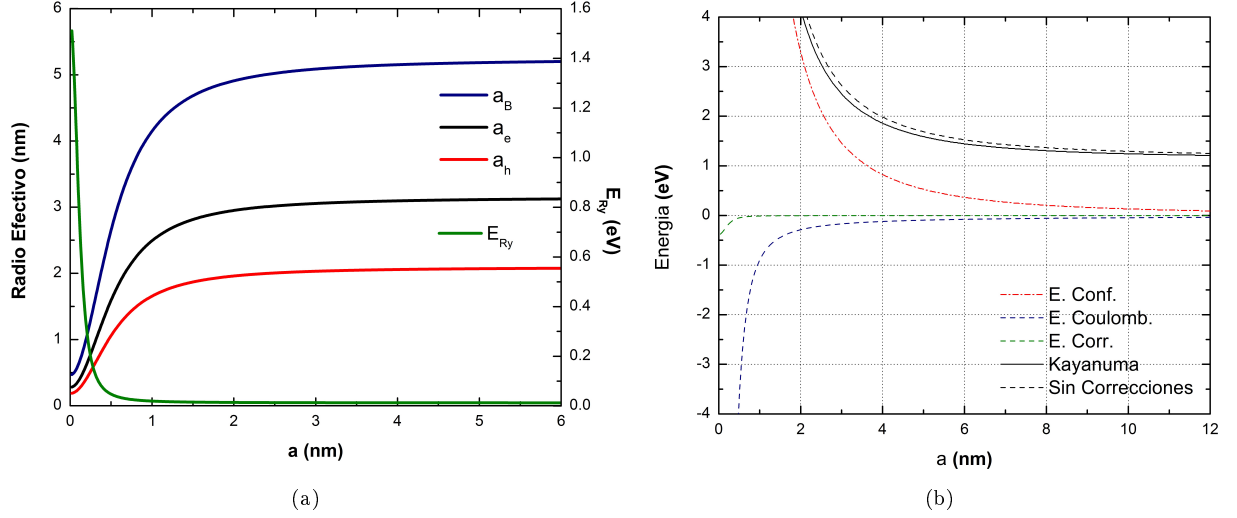 6
5
4
3
2
1
0
Radio Efectivo (nm)
1.6
1.4
1.2
1.0
0.8
0.6
0.4
0.2
0.0
E_Ry (eV)
a_B
a_e
a_h
E_Ry
0 1 2 3 4 5 6
a (nm)
(a)
4
3
2
1
0
-1
-2
-3
-4
Energia (eV)
E. Conf.
E. Coulomb.
E. Corr.
Kayanuma
Sin Correcciones
0 2 4 6 8 10 12
a (nm)
(b)